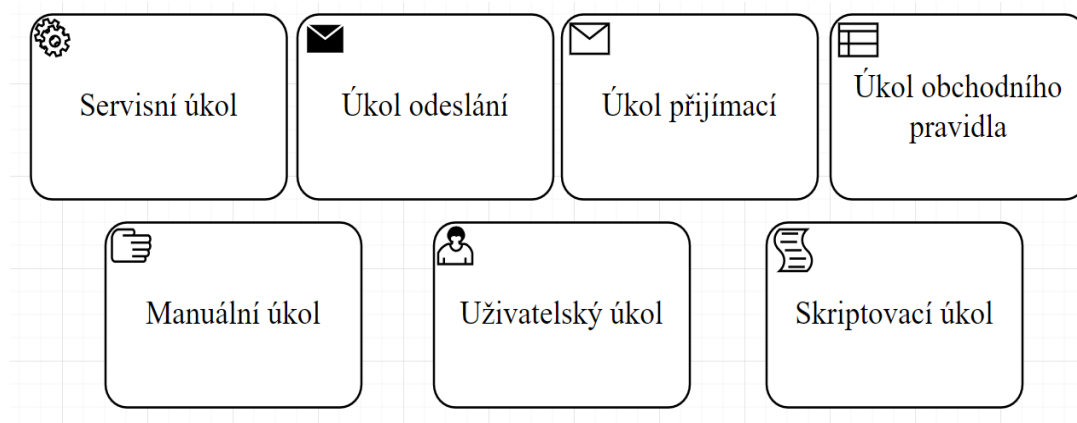 Servisní úkol
Úkol odeslání
Úkol přijímací
Úkol obchodního
pravidla
Manuální úkol
Uživatelský úkol
Skriptovací úkol